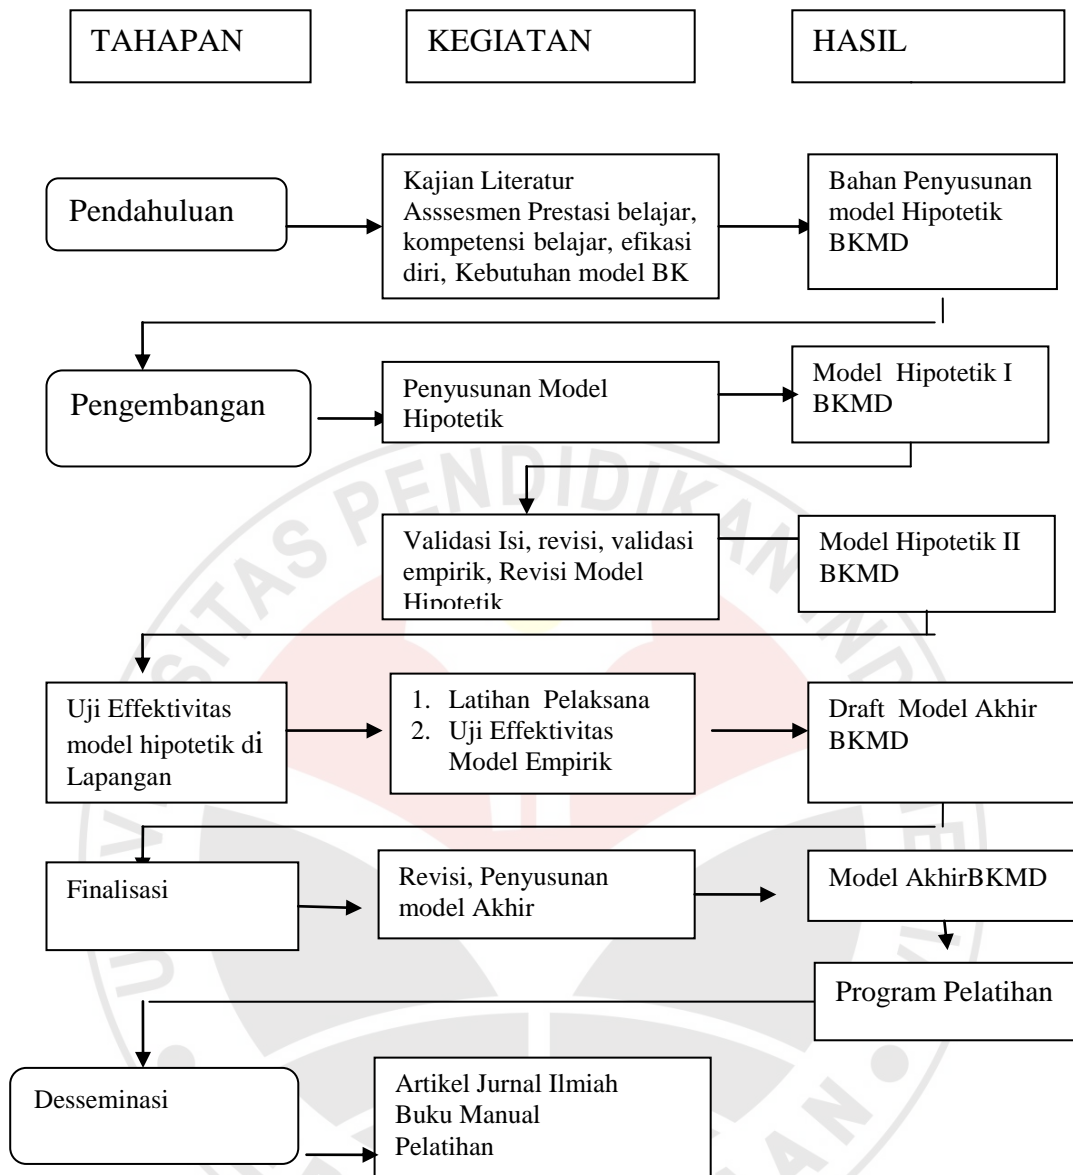 TAHAPAN
KEGIATAN
HASIL
Pendahuluan
Kajian Literatur
Asssesmen Prestasi belajar,
kompetensi belajar, efikasi
diri, Kebutuhan model BK
Bahan Penyusunan
model Hipotetik
BKMD
Pengembangan
Penyusunan Model
Hipotetik
Model Hipotetik I
BKMD
Validasi Isi, revisi, validasi
empirik, Revisi Model
Hipotetik
Model Hipotetik II
BKMD
Uji Effektivitas
model hipotetik di
Lapangan
1. Latihan Pelaksana
2. Uji Effektivitas
Model Empirik
Draft Model Akhir
BKMD
Finalisasi
Revisi, Penyusunan
model Akhir
Model AkhirBKMD
Program Pelatihan
Desseminasi
Artikel Jurnal Ilmiah
Buku Manual
Pelatihan